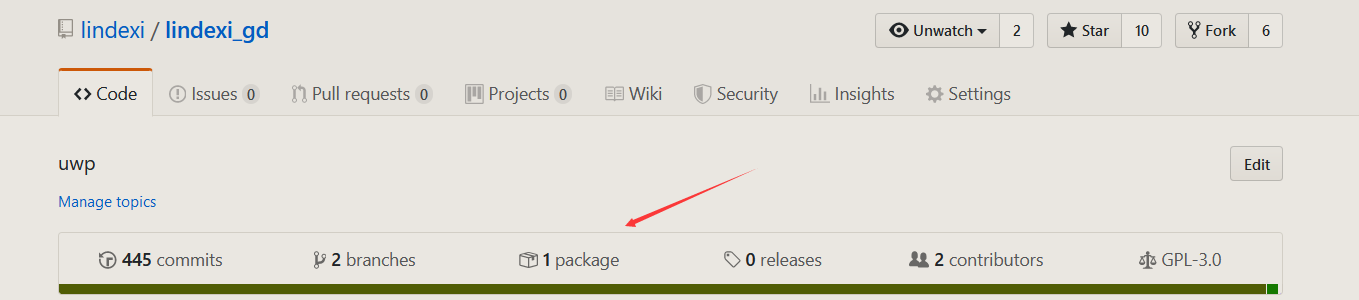 lindexi / lindexi_gd Unwatch 2 Star 10 Fork 6
Code Issues 0 Pull requests 0 Projects 0 Wiki Security Insights Settings
uwp Edit
Manage topics
445 commits 2 branches 1 package 0 releases 2 contributors GPL-3.0